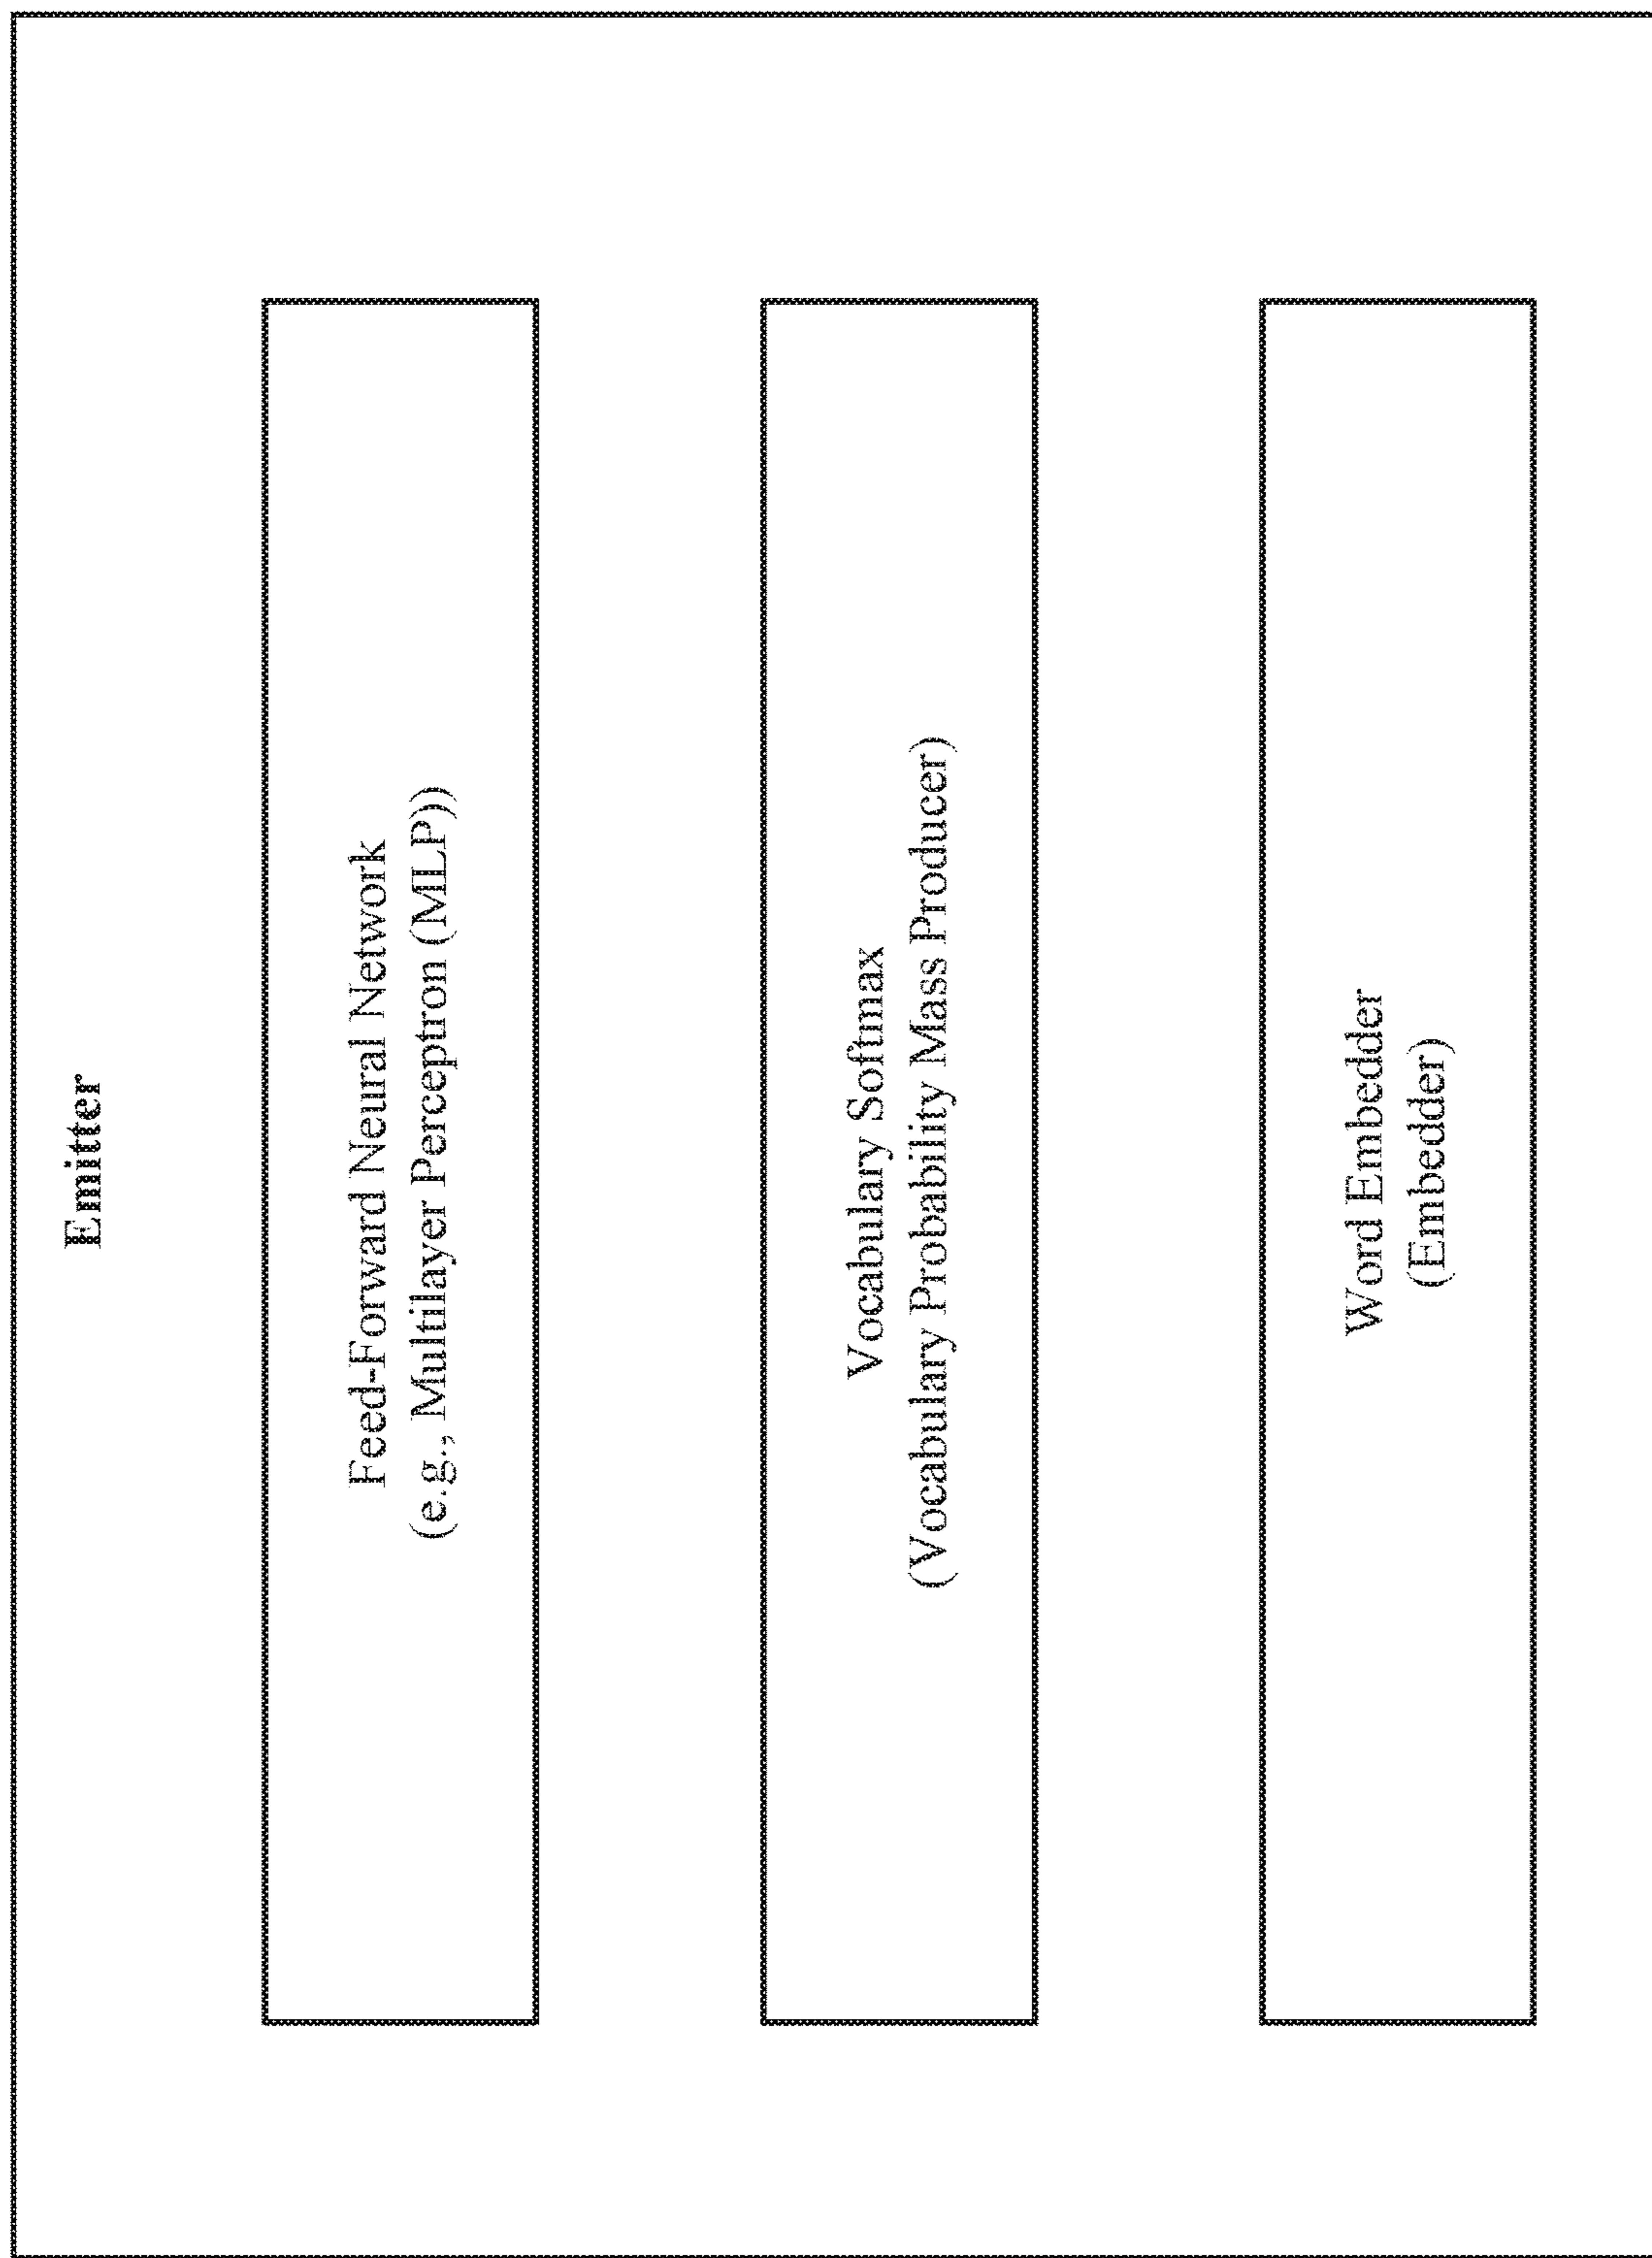 Emitter
Feed-Forward Neural Network
(e.g., Multilayer Perceptron (MLP))
Vocabulary Softmax
(Vocabulary Probability Mass Producer)
Word Embedder
(Embedder)